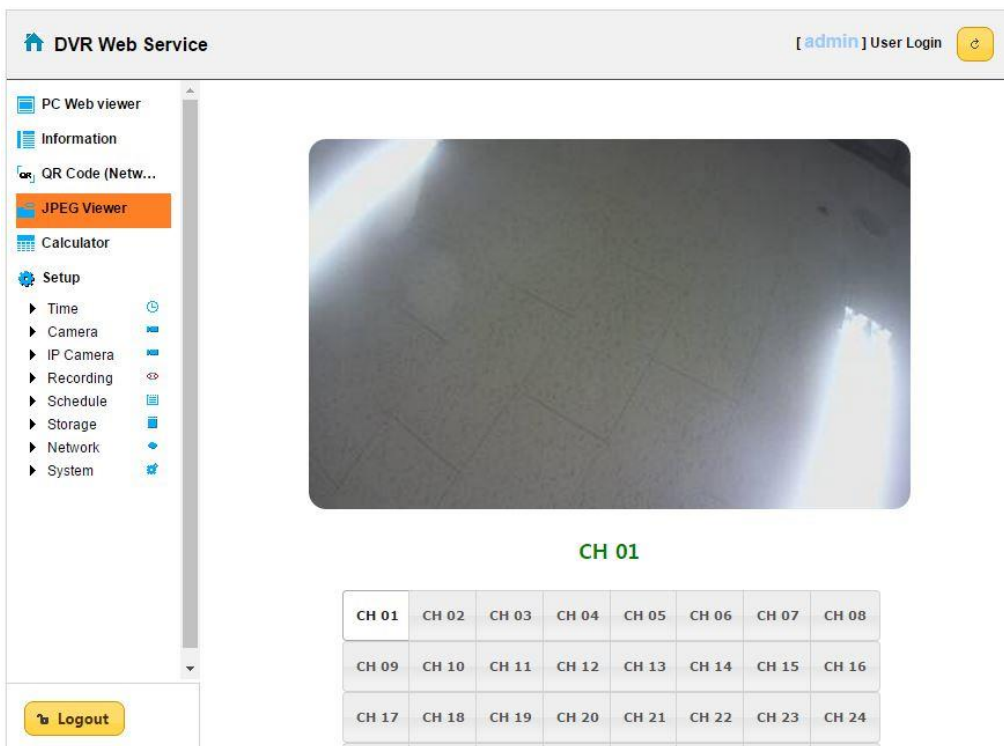 DVR Web Service
[ admin ] User Login
PC Web viewer
Information
QR Code (Netw...
JPEG Viewer
Calculator
Setup
Time
Camera
IP Camera
Recording
Schedule
Storage
Network
System
Logout
CH 01
CH 01 CH 02 CH 03 CH 04 CH 05 CH 06 CH 07 CH 08
CH 09 CH 10 CH 11 CH 12 CH 13 CH 14 CH 15 CH 16
CH 17 CH 18 CH 19 CH 20 CH 21 CH 22 CH 23 CH 24